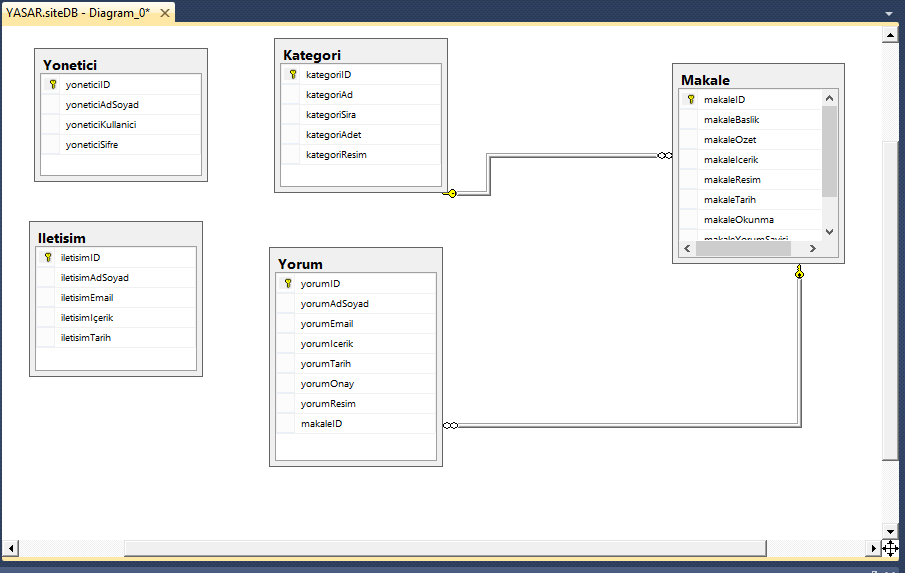 YASAR.siteDB - Diagram_0*
Yonetici
yoneticiID
yoneticiAdSoyad
yoneticiKullanici
yoneticiSifre
Kategori
kategoriID
kategoriAd
kategoriSira
kategoriAdet
kategoriResim
Makale
makaleID
makaleBaslik
makaleOzet
makaleIcerik
makaleResim
makaleTarih
makaleOkunma
makaleYorumSayisi
Iletisim
iletisimID
iletisimAdSoyad
iletisimEmail
iletisimIçerik
iletisimTarih
Yorum
yorumID
yorumAdSoyad
yorumEmail
yorumIcerik
yorumTarih
yorumOnay
yorumResim
makaleID